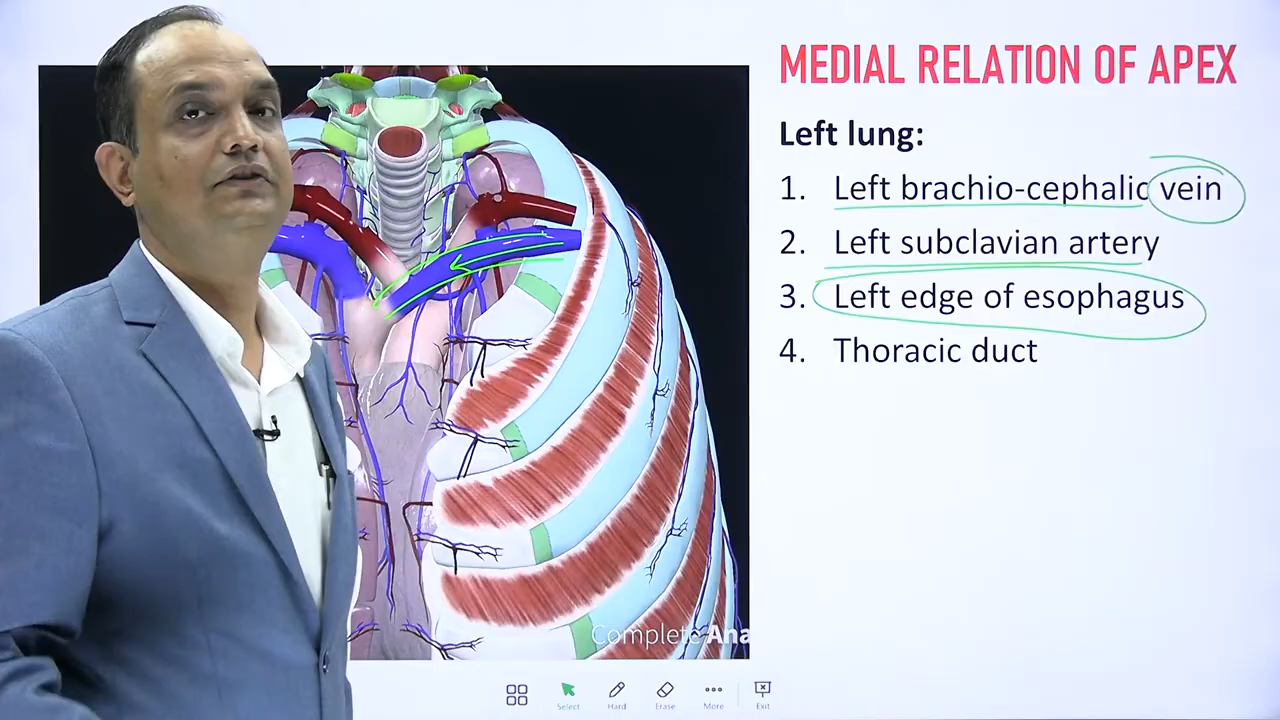 MEDIAL RELATION OF APEX
Left lung:
1. Left brachio-cephalic vein
2. Left subclavian artery
3. Left edge of esophagus
4. Thoracic duct
Complete Ana
Select
Hard
Erase
More
Exit